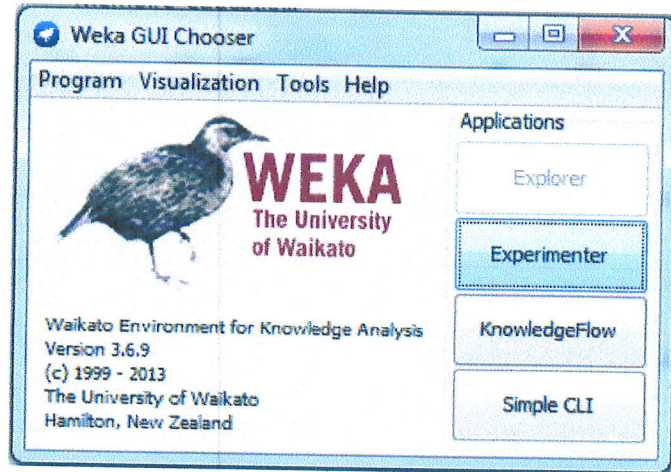 Weka GUI Chooser
Program Visualization Tools Help
Applications
WEKA
The University
of Waikato
Explorer
Experimenter
KnowledgeFlow
Simple CLI
Waikato Environment for Knowledge Analysis
Version 3.6.9
(c) 1999 - 2013
The University of Waikato
Hamilton, New Zealand